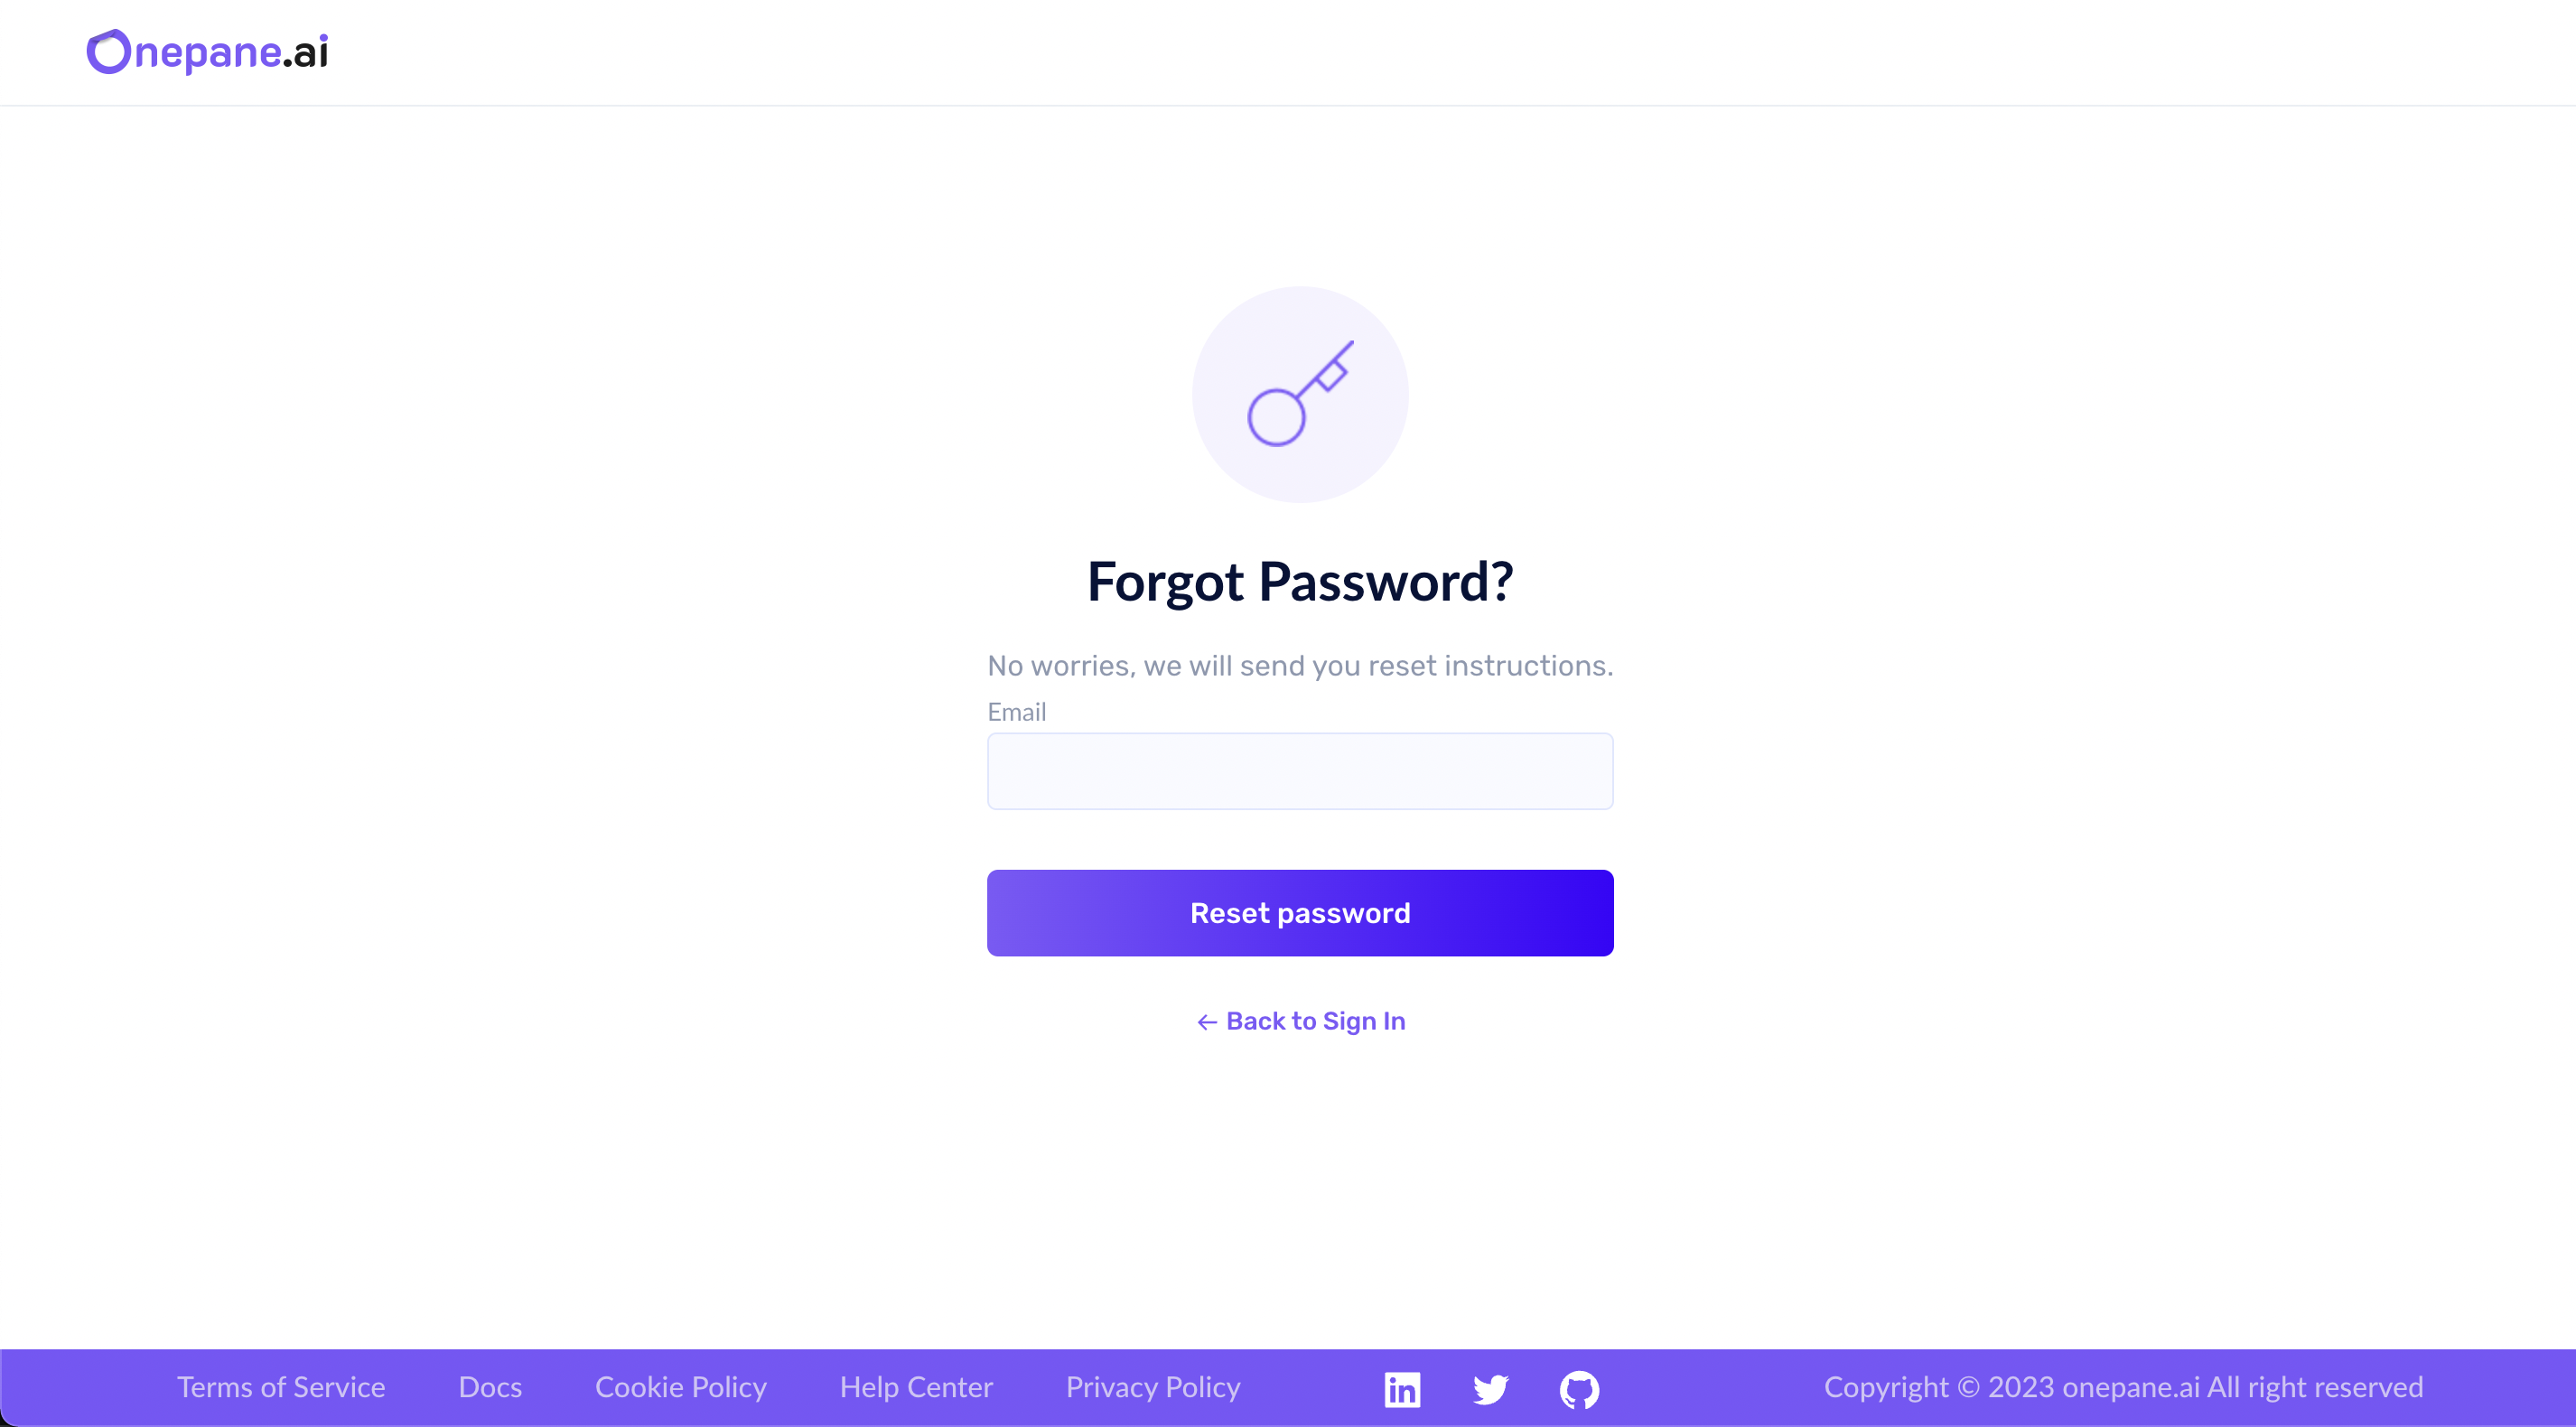 Onepane.ai
Forgot Password?
No worries, we will send you reset instructions.
Email
Reset password
← Back to Sign In
Terms of Service Docs Cookie Policy Help Center Privacy Policy Copyright © 2023 onepane.ai All right reserved